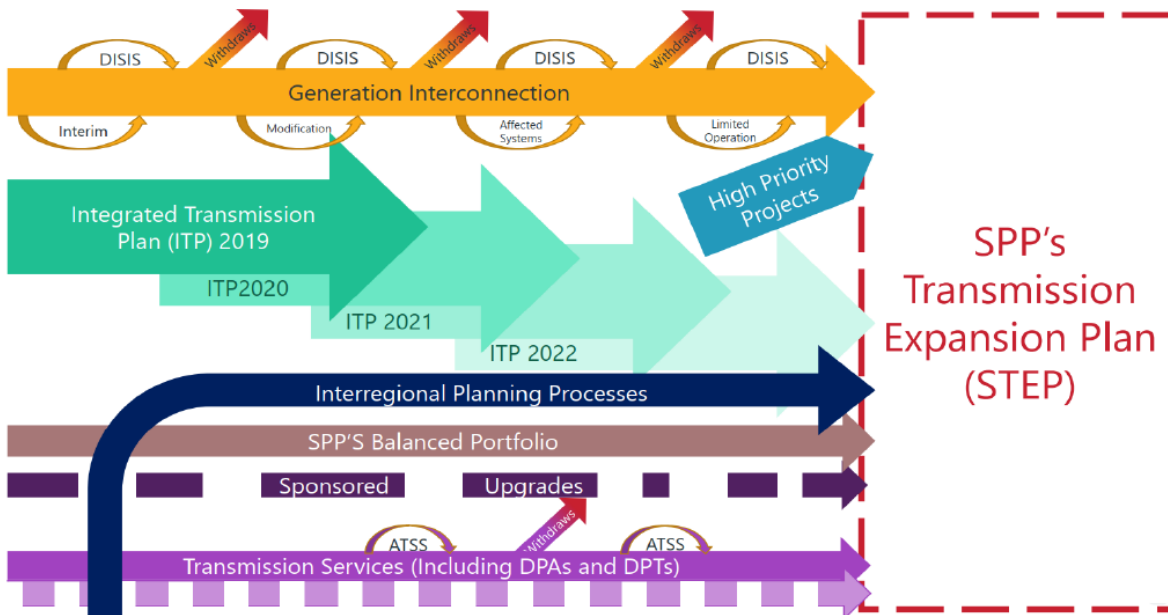 DISIS
Withdraws
DISIS
Withdraws
DISIS
Withdraws
DISIS
Generation Interconnection
Interim
Modification
Affected
Systems
Limited
Operation
High Priority
Projects
Integrated Transmission
Plan (ITP) 2019
ITP2020
ITP 2021
ITP 2022
Interregional Planning Processes
SPP'S Balanced Portfolio
Sponsored Upgrades
ATSS
Withdraws
ATSS
Transmission Services (Including DPAs and DPTs)
SPP's
Transmission
Expansion Plan
(STEP)